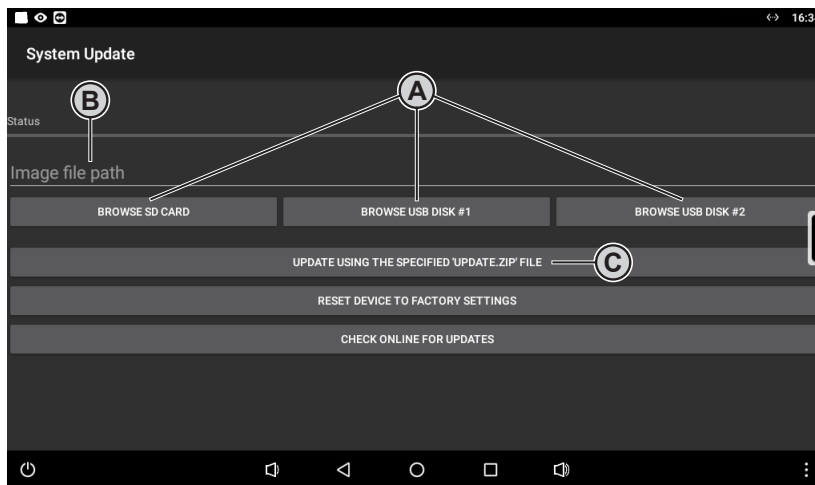 16:3
System Update
B
A
Status
Image file path
BROWSE SD CARD
BROWSE USB DISK #1
BROWSE USB DISK #2
UPDATE USING THE SPECIFIED 'UPDATE.ZIP' FILE
C
RESET DEVICE TO FACTORY SETTINGS
CHECK ONLINE FOR UPDATES